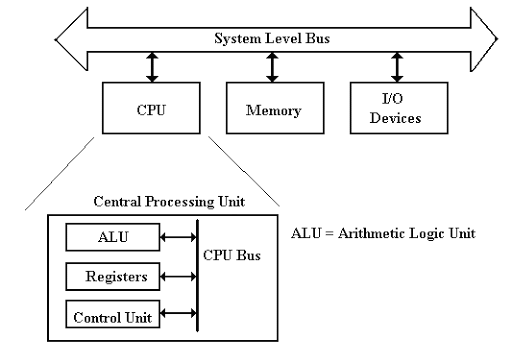 System Level Bus
CPU
Memory
I/O
Devices
Central Processing Unit
ALU
CPU Bus
Registers
Control Unit
ALU = Arithmetic Logic Unit